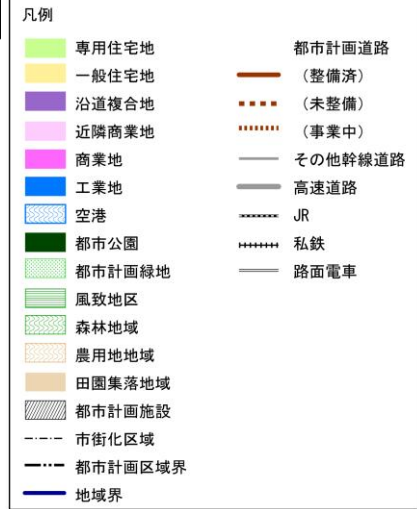 凡例
専用住宅地
一般住宅地
沿道複合地
近隣商業地
商業地
工業地
空港
都市公園
都市計画緑地
風致地区
森林地域
農用地地域
田園集落地域
都市計画施設
市街化区域
都市計画区域界
地域界
都市計画道路
（整備済）
（未整備）
（事業中）
その他幹線道路
高速道路
JR
私鉄
路面電車